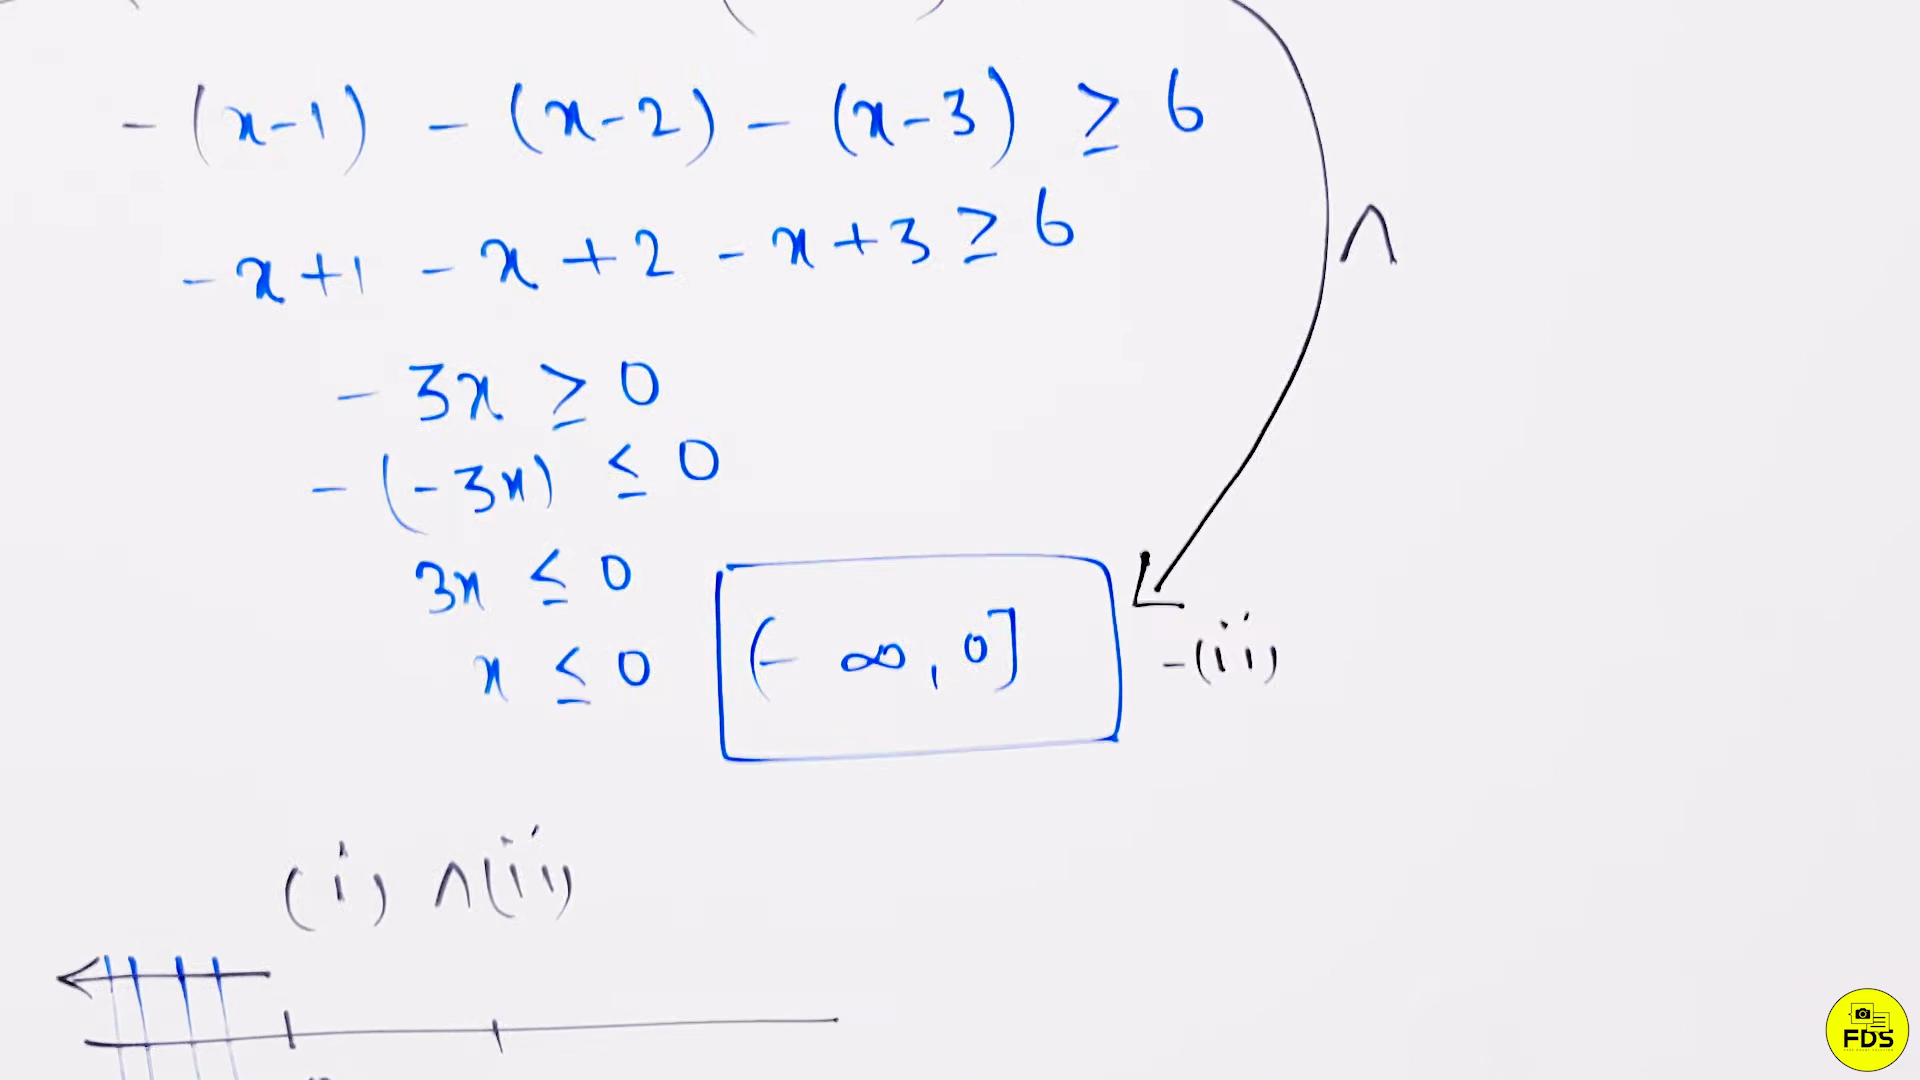 -(x-1) - (x-2) - (x-3) ≥ 6
∧
-x+1 - x+2 - x+3 ≥ 6
- 3x ≥ 0
-(-3x) ≤ 0
3x ≤ 0
x ≤ 0 (-∞, 0] -(ii)
(i) ∧ (ii)
FDS